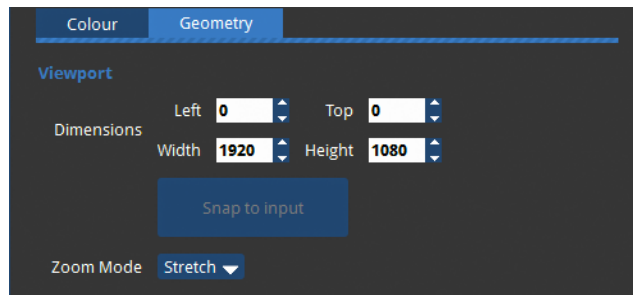 Colour Geometry
Viewport
Dimensions
Left 0 Top 0
Width 1920 Height 1080
Snap to input
Zoom Mode Stretch